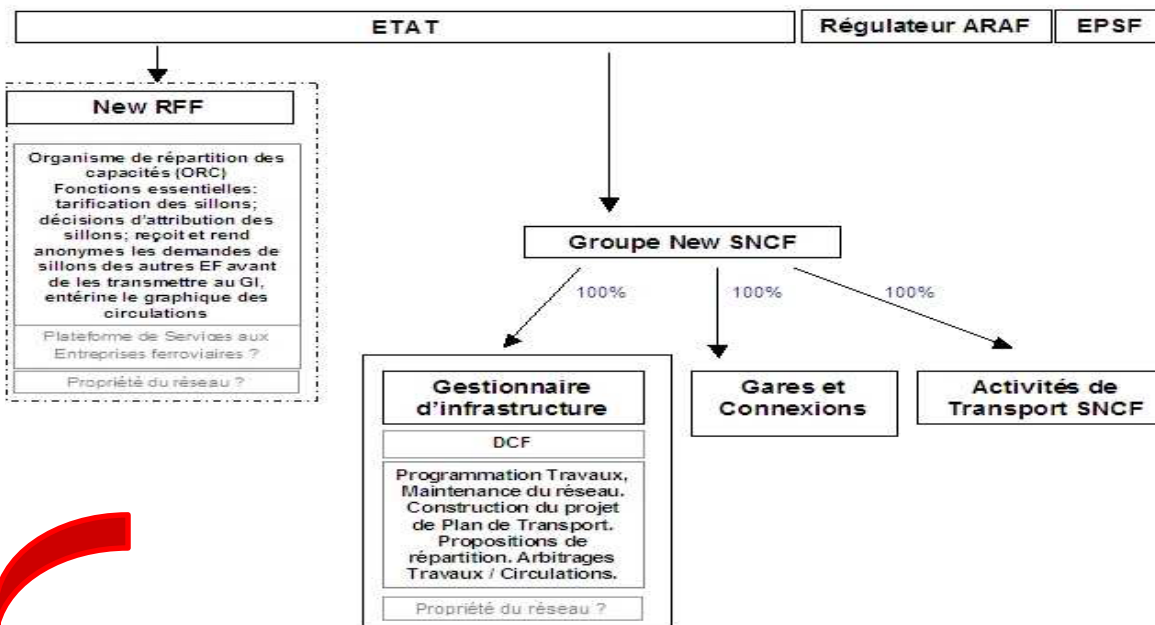 ETAT
Régulateur ARAF
EPSF
New RFF
Organisme de répartition des
capacités (ORC)
Fonctions essentielles:
tarification des sillons;
décisions d'attribution des
sillons; reçoit et rend
anonymes les demandes de
sillons des autres EF avant
de les transmettre au GI,
entérine le graphique des
circulations
Plateforme de Services aux
Entreprises ferroviaires ?
Propriété du réseau ?
Groupe New SNCF
100%
100%
100%
Gestionnaire
d'infrastructure
DCF
Programmation Travaux,
Maintenance du réseau.
Construction du projet
de Plan de Transport.
Propositions de
répartition. Arbitrages
Travaux / Circulations.
Propriété du réseau ?
Gares et
Connexions
Activités de
Transport SNCF